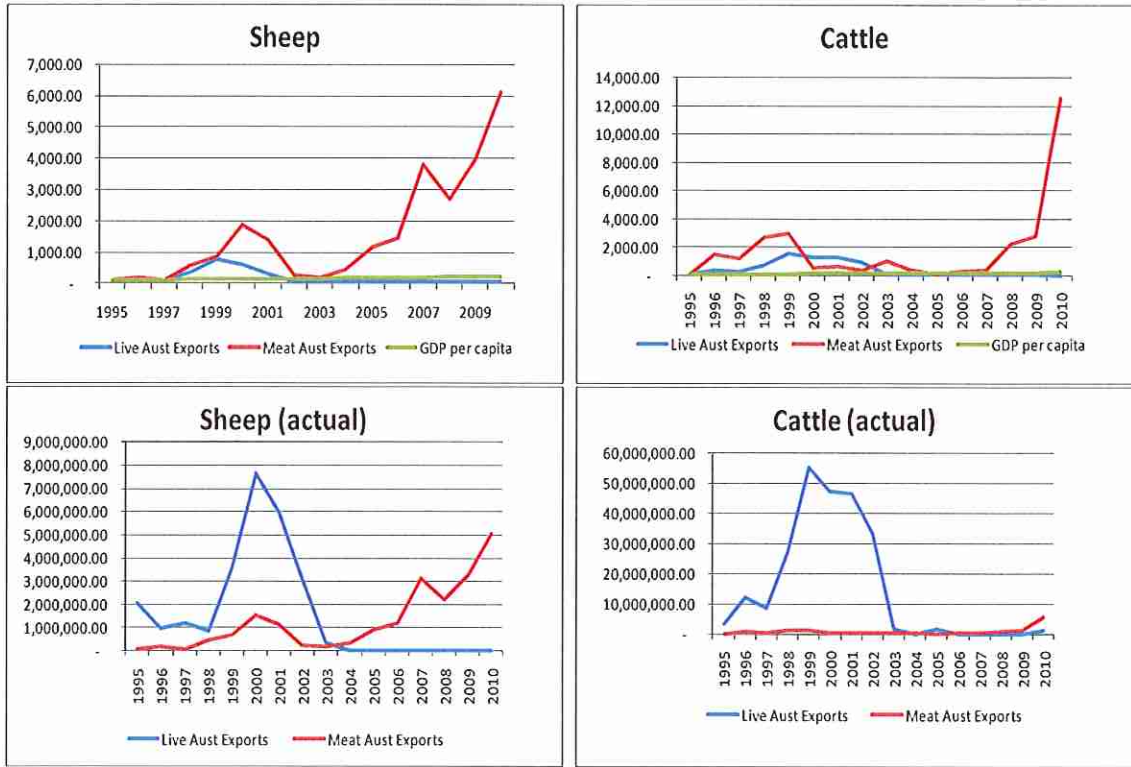 Sheep
7,000.00
6,000.00
5,000.00
4,000.00
3,000.00
2,000.00
1,000.00
-
1995 1997 1999 2001 2003 2005 2007 2009
Live Aust Exports Meat Aust Exports GDP per capita
Cattle
14,000.00
12,000.00
10,000.00
8,000.00
6,000.00
4,000.00
2,000.00
-
1995 1996 1997 1998 1999 2000 2001 2002 2003 2004 2005 2006 2007 2008 2009 2010
Live Aust Exports Meat Aust Exports GDP per capita
Sheep (actual)
9,000,000.00
8,000,000.00
7,000,000.00
6,000,000.00
5,000,000.00
4,000,000.00
3,000,000.00
2,000,000.00
1,000,000.00
-
1995 1996 1997 1998 1999 2000 2001 2002 2003 2004 2005 2006 2007 2008 2009 2010
Live Aust Exports Meat Aust Exports
Cattle (actual)
60,000,000.00
50,000,000.00
40,000,000.00
30,000,000.00
20,000,000.00
10,000,000.00
-
1995 1996 1997 1998 1999 2000 2001 2002 2003 2004 2005 2006 2007 2008 2009 2010
Live Aust Exports Meat Aust Exports